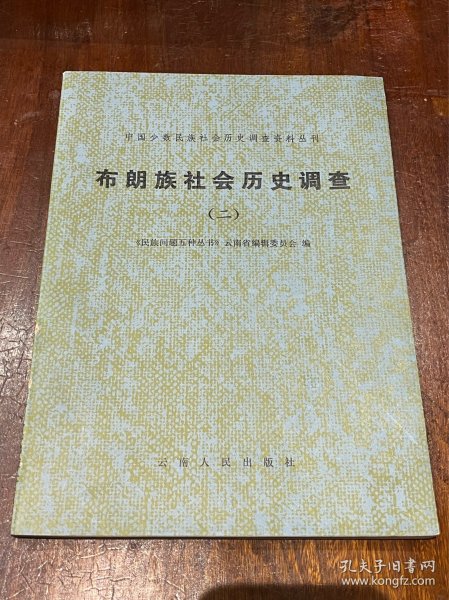 中国少数民族社会历史调查资料丛刊
布朗族社会历史调查
（二）
《民族问题五种丛书》云南省编辑委员会 编
云南人民出版社
孔夫子旧书网
www.kongfz.com